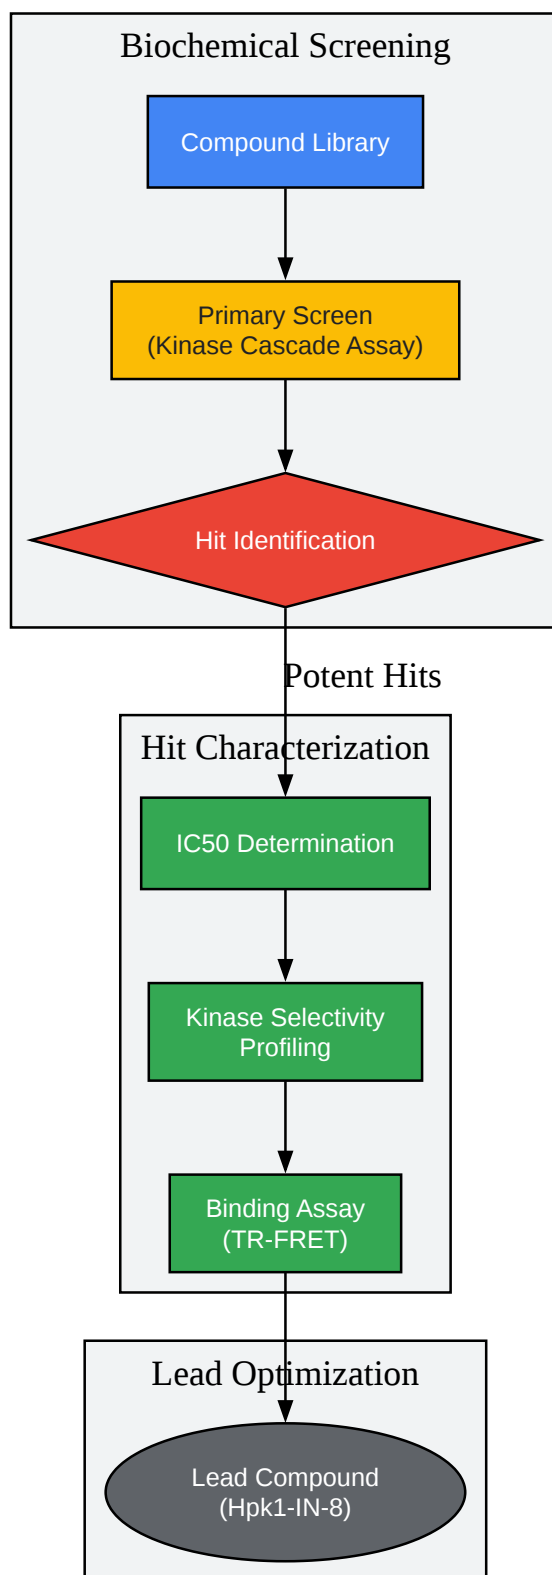 Biochemical Screening
Compound Library
Primary Screen
(Kinase Cascade Assay)
Hit Identification
Potent Hits
Hit Characterization
IC50 Determination
Kinase Selectivity
Profiling
Binding Assay
(TR-FRET)
Lead Optimization
Lead Compound
(Hpk1-IN-8)